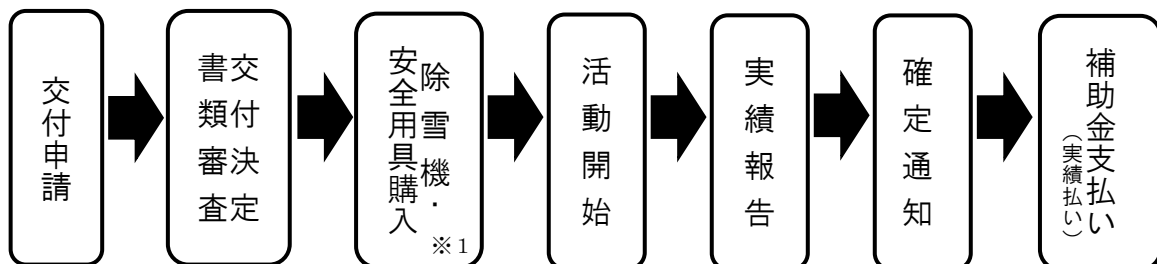 交付申請
交付決定
書類審査
除雪機・
安全用具購入
※1
活動開始
実績報告
確定通知
補助金支払い
（実績払い）